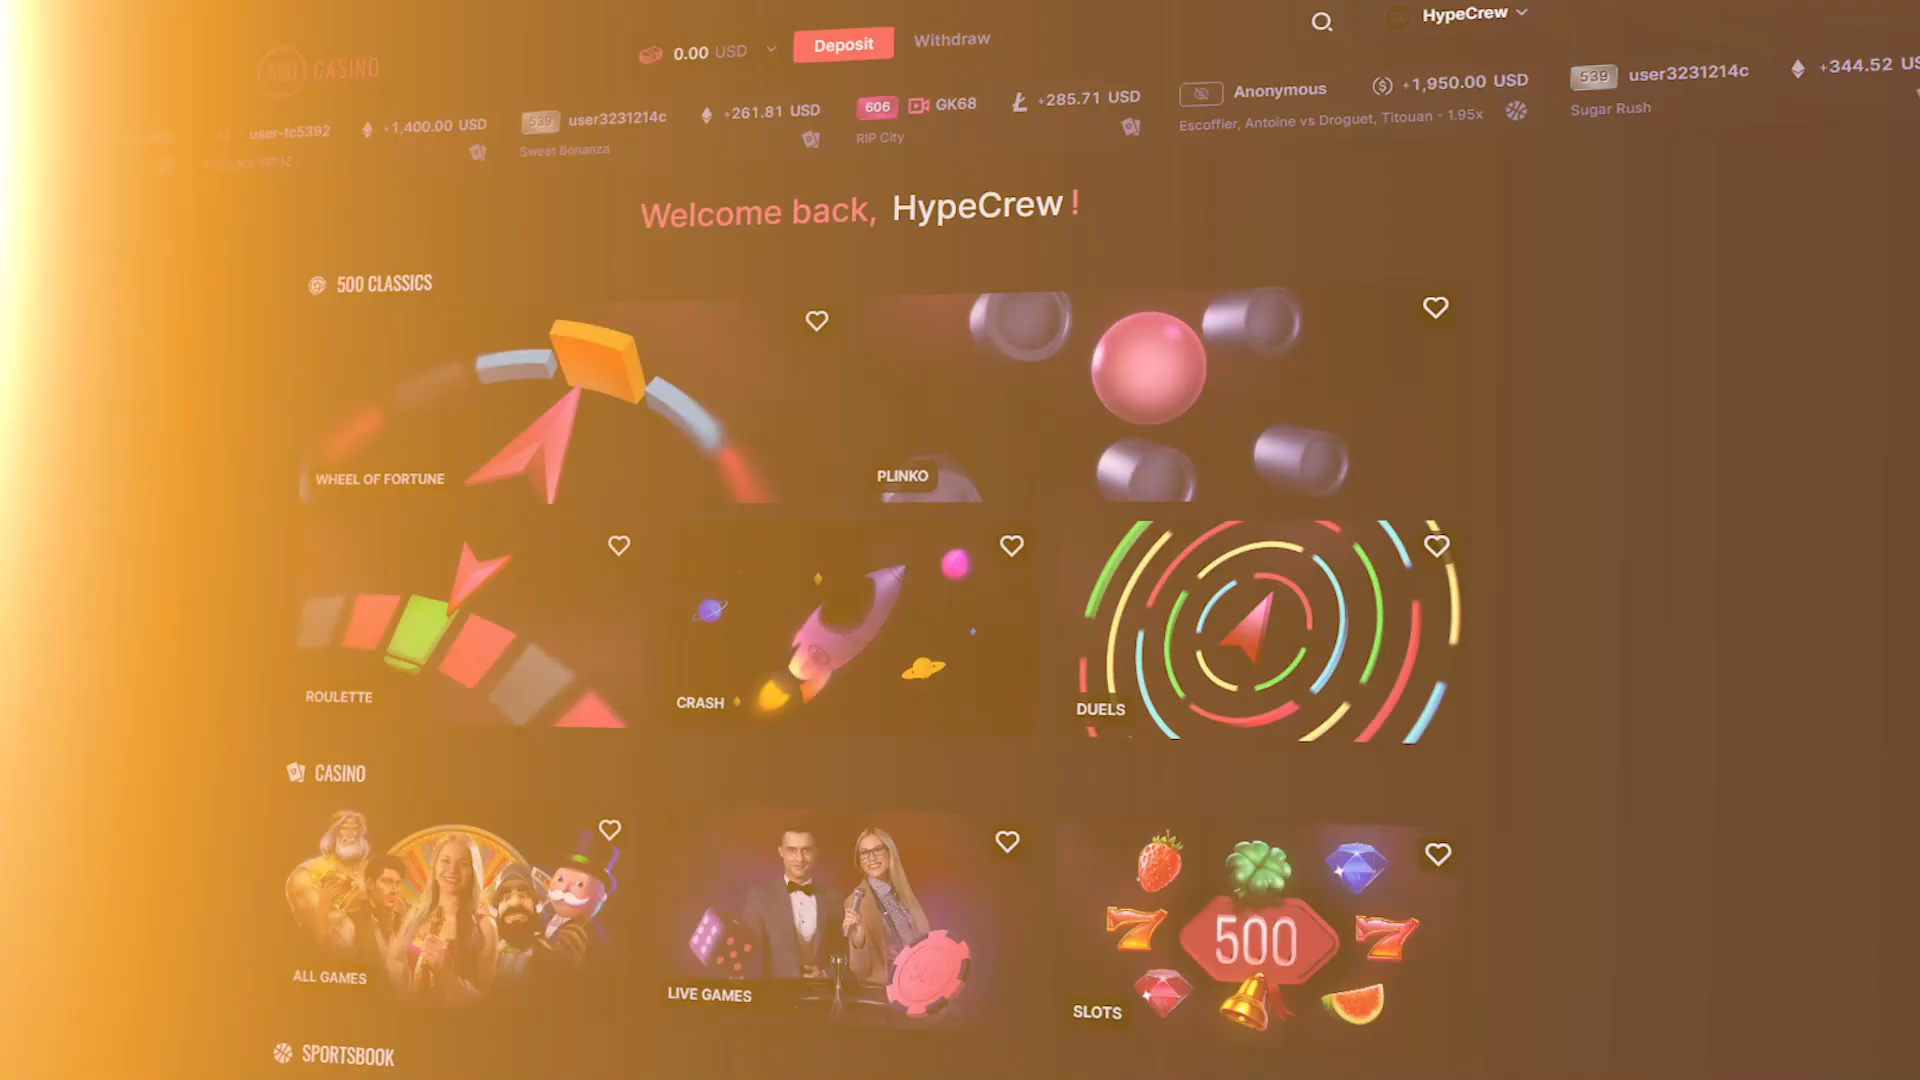 HypeCrew
0.00 USD
Deposit
Withdraw
500 CASINO
user-fc5392
+1,400.00 USD
539
user3231214c
+261.81 USD
Sweet Bonanza
606
GK68
+285.71 USD
RIP City
Anonymous
+1,950.00 USD
Escoffier, Antoine vs Droguet, Titouan - 1.95x
539
user3231214c
+344.52
Sugar Rush
Welcome back, HypeCrew!
500 CLASSICS
WHEEL OF FORTUNE
PLINKO
ROULETTE
CRASH
DUELS
CASINO
ALL GAMES
LIVE GAMES
500
SLOTS
SPORTSBOOK